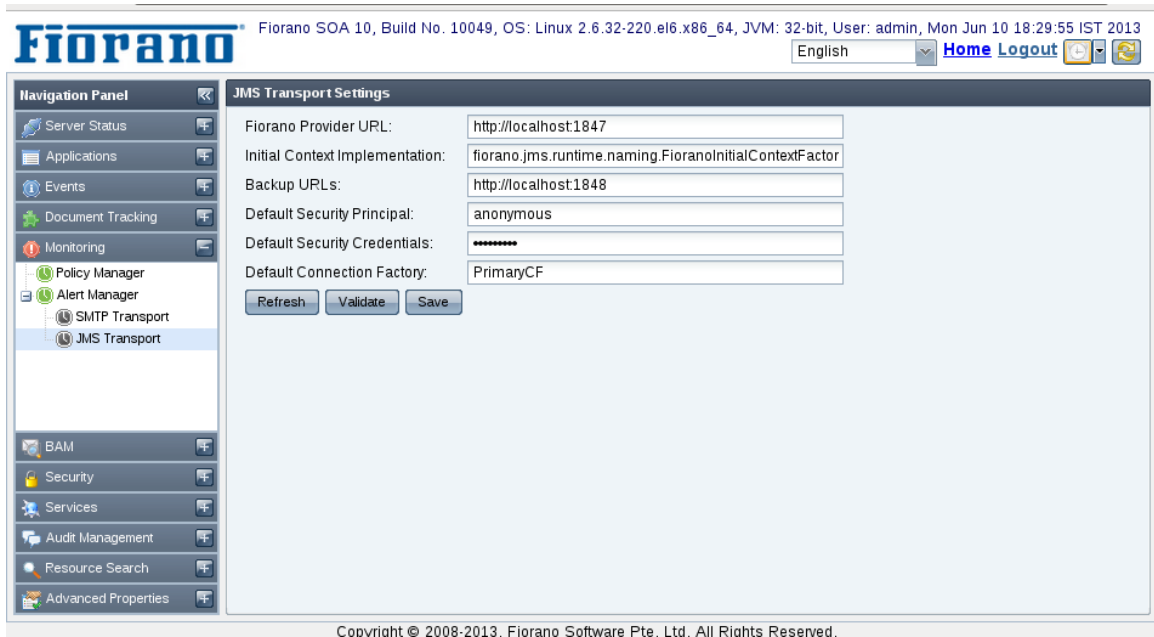 Fiorano
Fiorano SOA 10, Build No. 10049, OS: Linux 2.6.32-220.el6.x86_64, JVM: 32-bit, User: admin, Mon Jun 10 18:29:55 IST 2013
English Home Logout
Navigation Panel
Server Status
Applications
Events
Document Tracking
Monitoring
Policy Manager
Alert Manager
SMTP Transport
JMS Transport
BAM
Security
Services
Audit Management
Resource Search
Advanced Properties
JMS Transport Settings
Fiorano Provider URL: http://localhost:1847
Initial Context Implementation: fiorano.jms.runtime.naming.FioranoInitialContextFactor
Backup URLs: http://localhost:1848
Default Security Principal: anonymous
Default Security Credentials: •••••••••
Default Connection Factory: PrimaryCF
Refresh Validate Save
Copyright © 2008-2013, Fiorano Software Pte. Ltd. All Rights Reserved.